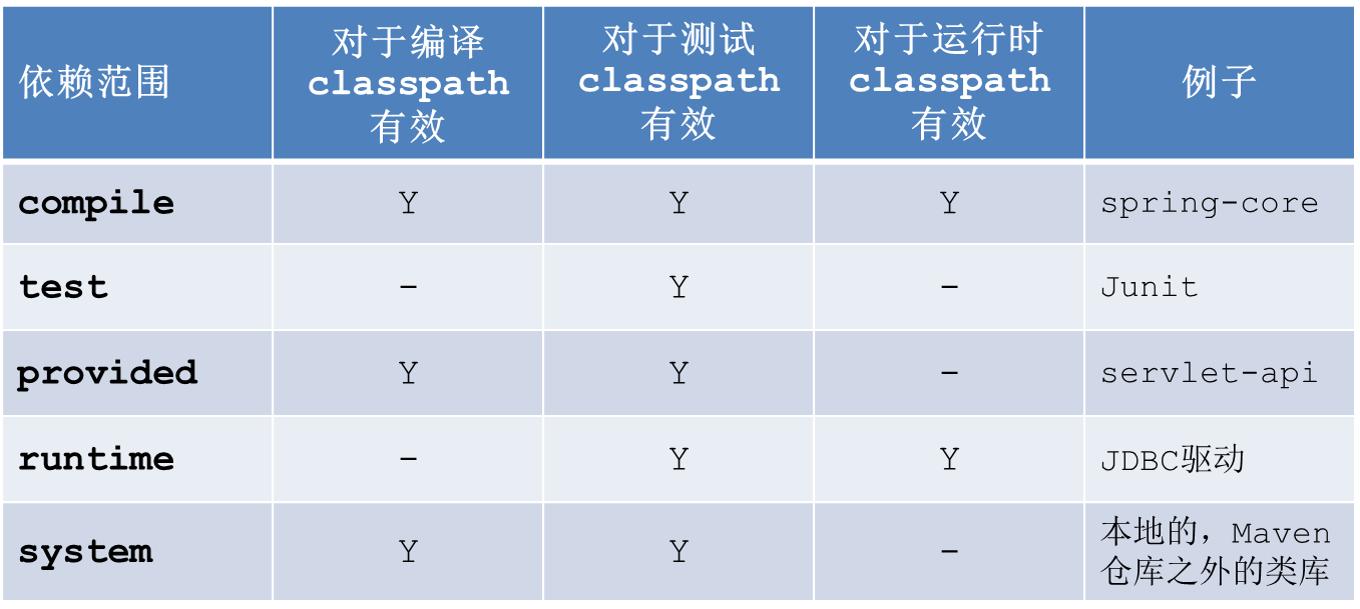 依赖范围
对于编译
classpath
有效
对于测试
classpath
有效
对于运行时
classpath
有效
例子
compile
Y
Y
Y
spring-core
test
-
Y
-
Junit
provided
Y
Y
-
servlet-api
runtime
-
Y
Y
JDBC驱动
system
Y
Y
-
本地的，Maven
仓库之外的类库